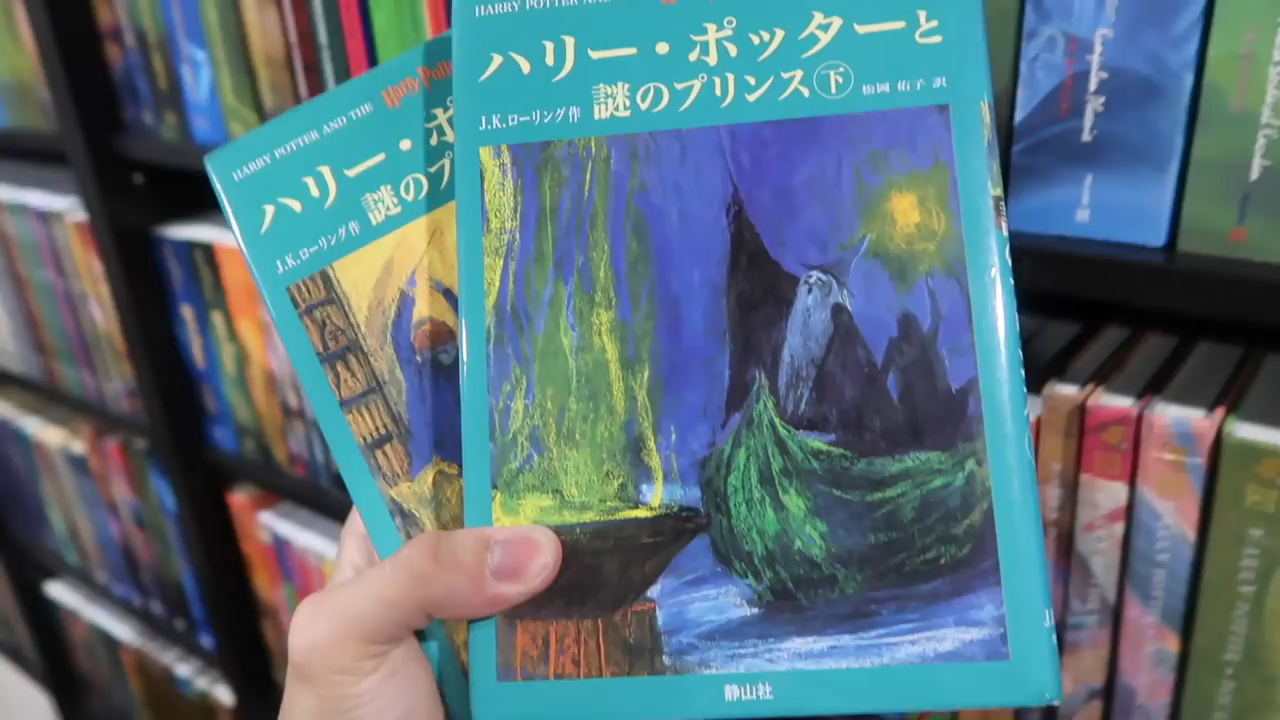 HARRY POTTER AND
ハリー・ポッターと
謎のプリンス下
J.K.ローリング作
松岡 佑子 訳
静山社
HARRY POTTER AND THE
Harry Potter
ハリー・ポ
謎のプ
J.K.ローリング作